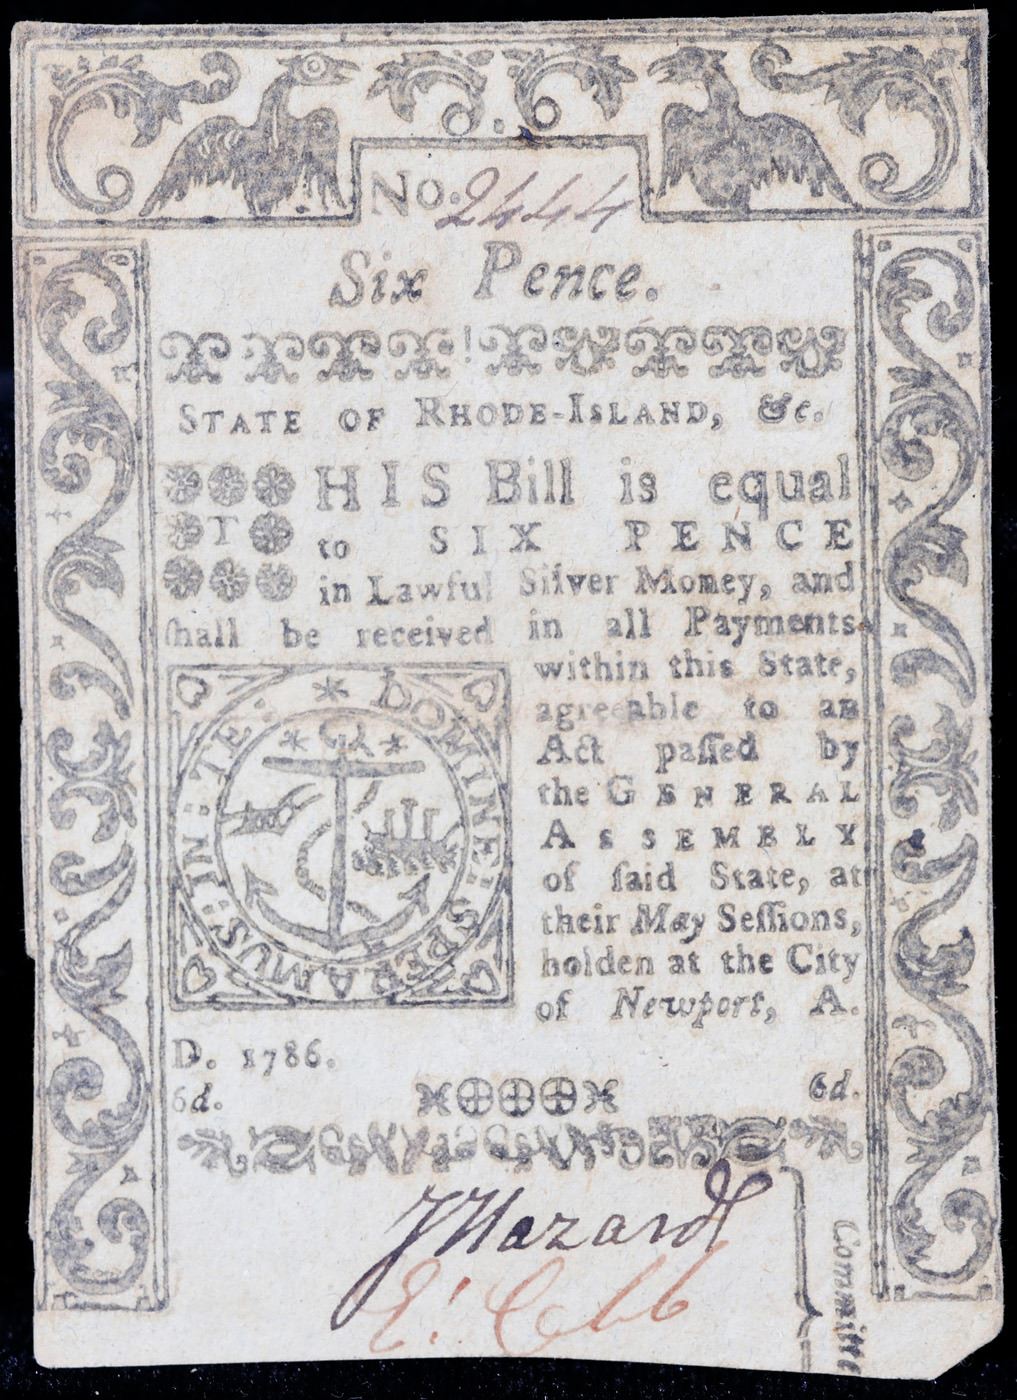 No. 2444
Six Pence.
STATE OF RHODE-ISLAND, &c.
THIS Bill is equal
to SIX PENCE
in Lawful Silver Money, and
ſhall be received in all Payments
within this State,
agreeable to an
Act paſſed by
the GENERAL
ASSEMBLY
of ſaid State, at
their May Seſſions,
holden at the City
of Newport, A.
D. 1786.
IN: TE: DOMINE: SPERAMUS:
6d. 6d.
J Hazard
E. Cobb
Committee